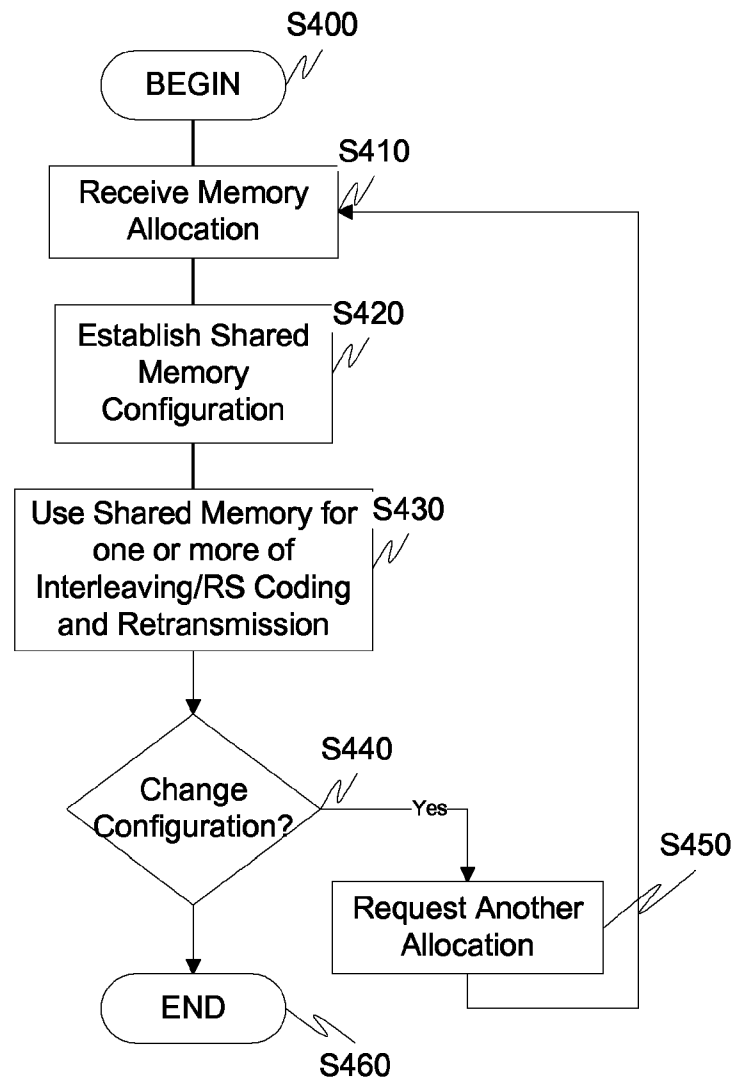 S400
BEGIN
S410
Receive Memory
Allocation
S420
Establish Shared
Memory
Configuration
S430
Use Shared Memory for
one or more of
Interleaving/RS Coding
and Retransmission
S440
Change
Configuration?
Yes
S450
Request Another
Allocation
END
S460